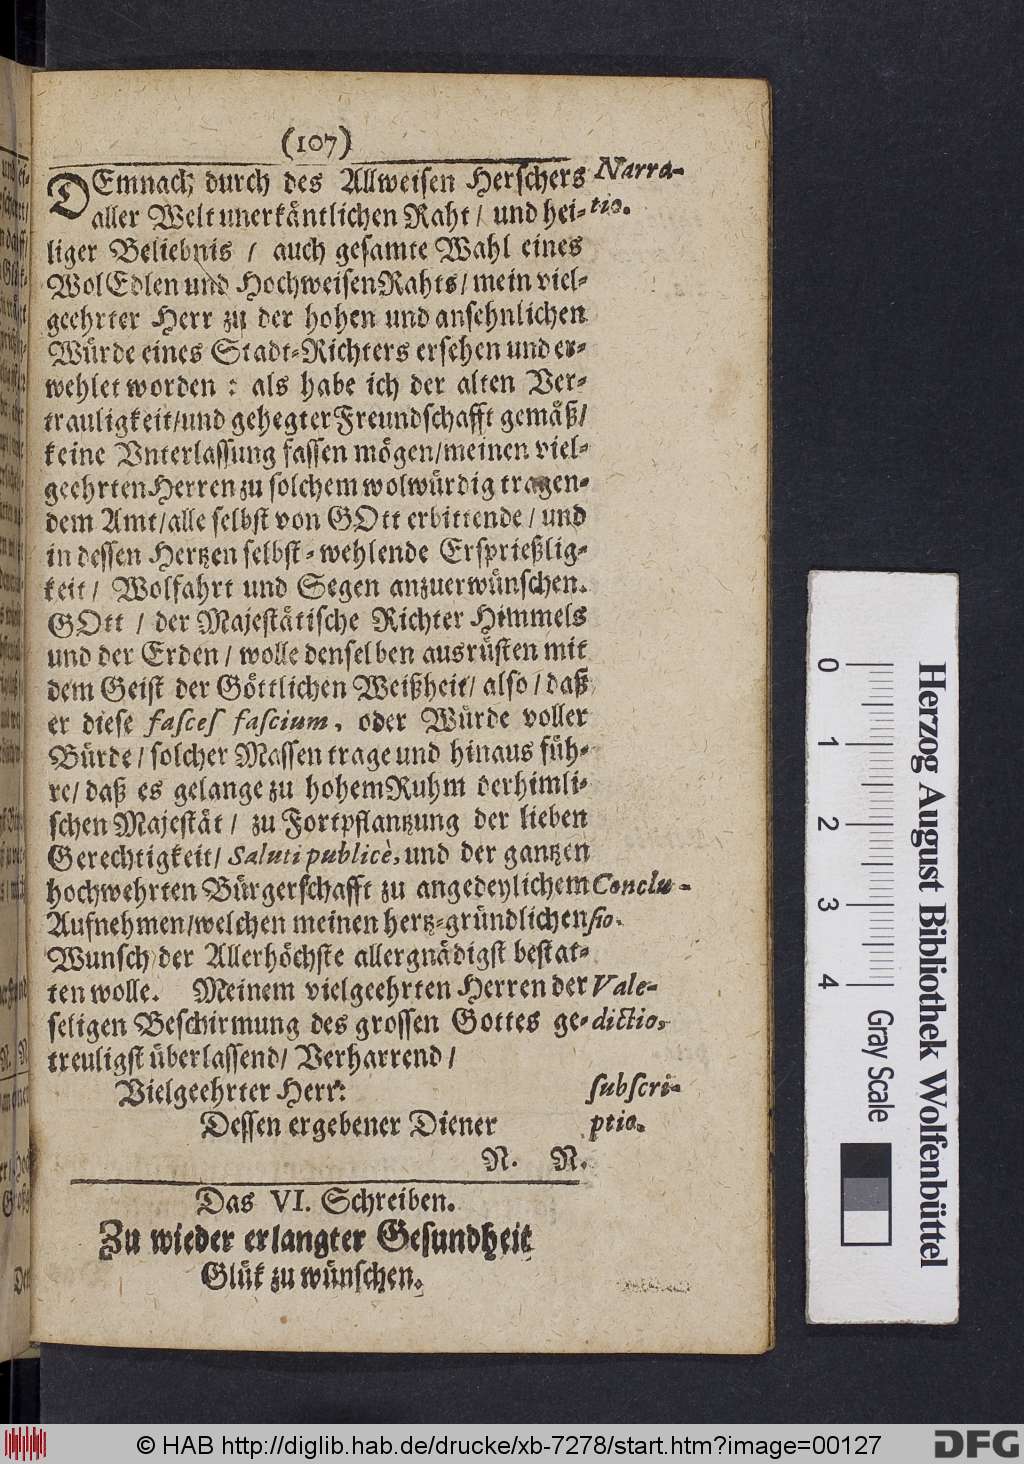 (107)
DEmnach durch des Allweisen Herschers
Narra-
aller Welt unerkäntlichen Raht / und hei-
tio.
liger Beliebnis / auch gesamte Wahl eines
WolEdlen und HochweisenRahts / mein viel-
geehrter Herr zu der hohen und ansehnlichen
Würde eines Stadt-Richters ersehen und er-
wehlet worden : als habe ich der alten Ver-
trauligkeit/und gehegter Freundschafft gemäß/
keine Vnterlassung fassen mögen/meinen viel-
geehrten Herren zu solchem wolwürdig tragen-
dem Amt/alle selbst von GOtt erbittende / und
in dessen Hertzen selbst-wehlende Ersprießlig-
keit / Wolfahrt und Segen anzuerwünschen.
GOtt / der Majestätische Richter Himmels
und der Erden / wolle denselben ausrüsten mit
dem Geist der Göttlichen Weißheit/ also / daß
er diese fasces fascium, oder Würde voller
Bürde / solcher Massen trage und hinaus füh-
re/ daß es gelange zu hohem Ruhm der himli-
schen Majestät / zu Fortpflantzung der lieben
Gerechtigkeit/ Saluti publicè, und der gantzen
hochwehrten Bürgerschafft zu angedeylichem
Conclu-
Aufnehmen/welchen meinen hertz-gründlichen
sio.
Wunsch der Allerhöchste allergnädigst bestat-
ten wolle. Meinem vielgeehrten Herren der
Vale-
seligen Beschirmung des grossen Gottes ge-
dictio.
treuligst überlassend/ Verharrend /
Vielgeehrter Herr:
subscri-
Dessen ergebener Diener
ptio.
N. N.
Das VI. Schreiben.
Zu wieder erlangter Gesundheit
Glük zu wünschen.
0 1 2 3 4
Herzog August Bibliothek Wolfenbüttel
Gray Scale
© HAB http://diglib.hab.de/drucke/xb-7278/start.htm?image=00127
DFG